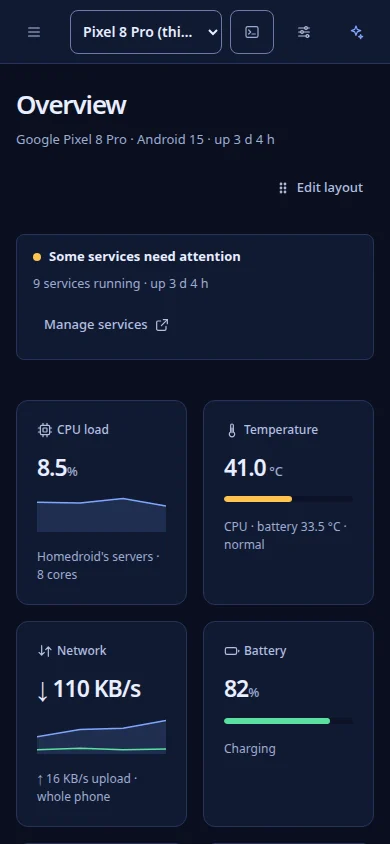 Pixel 8 Pro (thi...
Overview
Google Pixel 8 Pro · Android 15 · up 3 d 4 h
Edit layout
Some services need attention
9 services running · up 3 d 4 h
Manage services
CPU load
8.5%
Homedroid's servers ·
8 cores
Temperature
41.0 °C
CPU · battery 33.5 °C ·
normal
Network
↓ 110 KB/s
↑ 16 KB/s upload ·
whole phone
Battery
82%
Charging